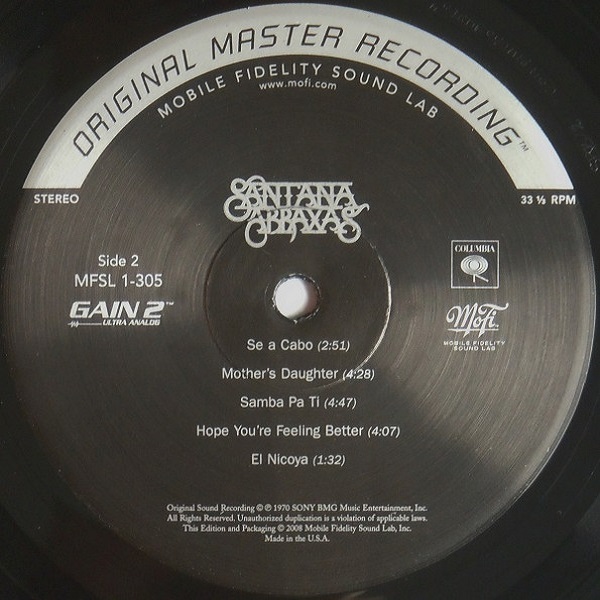 ORIGINAL MASTER RECORDING™
MOBILE FIDELITY SOUND LAB
www.mofi.com
STEREO
33 ⅓ RPM
SANTANA
ABRAXAS
Side 2
MFSL 1-305
GAIN 2™
ULTRA ANALOG
COLUMBIA
MoFi
MOBILE FIDELITY
SOUND LAB
Se a Cabo (2:51)
Mother's Daughter (4:28)
Samba Pa Ti (4:47)
Hope You're Feeling Better (4:07)
El Nicoya (1:32)
Original Sound Recording © ℗ 1970 SONY BMG Music Entertainment, Inc.
All Rights Reserved. Unauthorized duplication is a violation of applicable laws.
This Edition and Packaging © 2008 Mobile Fidelity Sound Lab, Inc.
Made in the U.S.A.